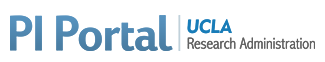 PI Portal
UCLA
Research Administration